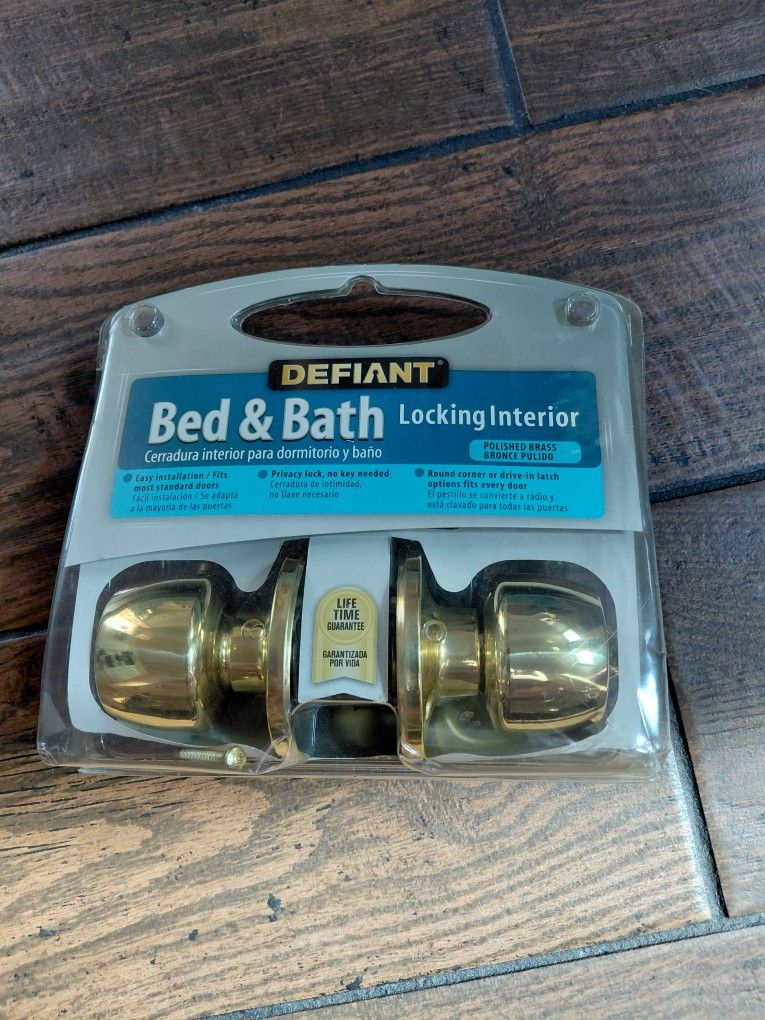 DEFIANT®
Bed & Bath Locking Interior
Cerradura interior para dormitorio y baño
POLISHED BRASS
BRONCE PULIDO
Easy installation / Fits
most standard doors
Fácil instalación / Se adapta
a la mayoría de las puertas
Privacy lock, no key needed
Cerradura de intimidad,
no llave necesario
Round corner or drive-in latch
options fits every door
El pestillo se convierte a radio y
está clavado para todas las puertas
LIFE
TIME
GUARANTEE
GARANTIZADA
POR VIDA